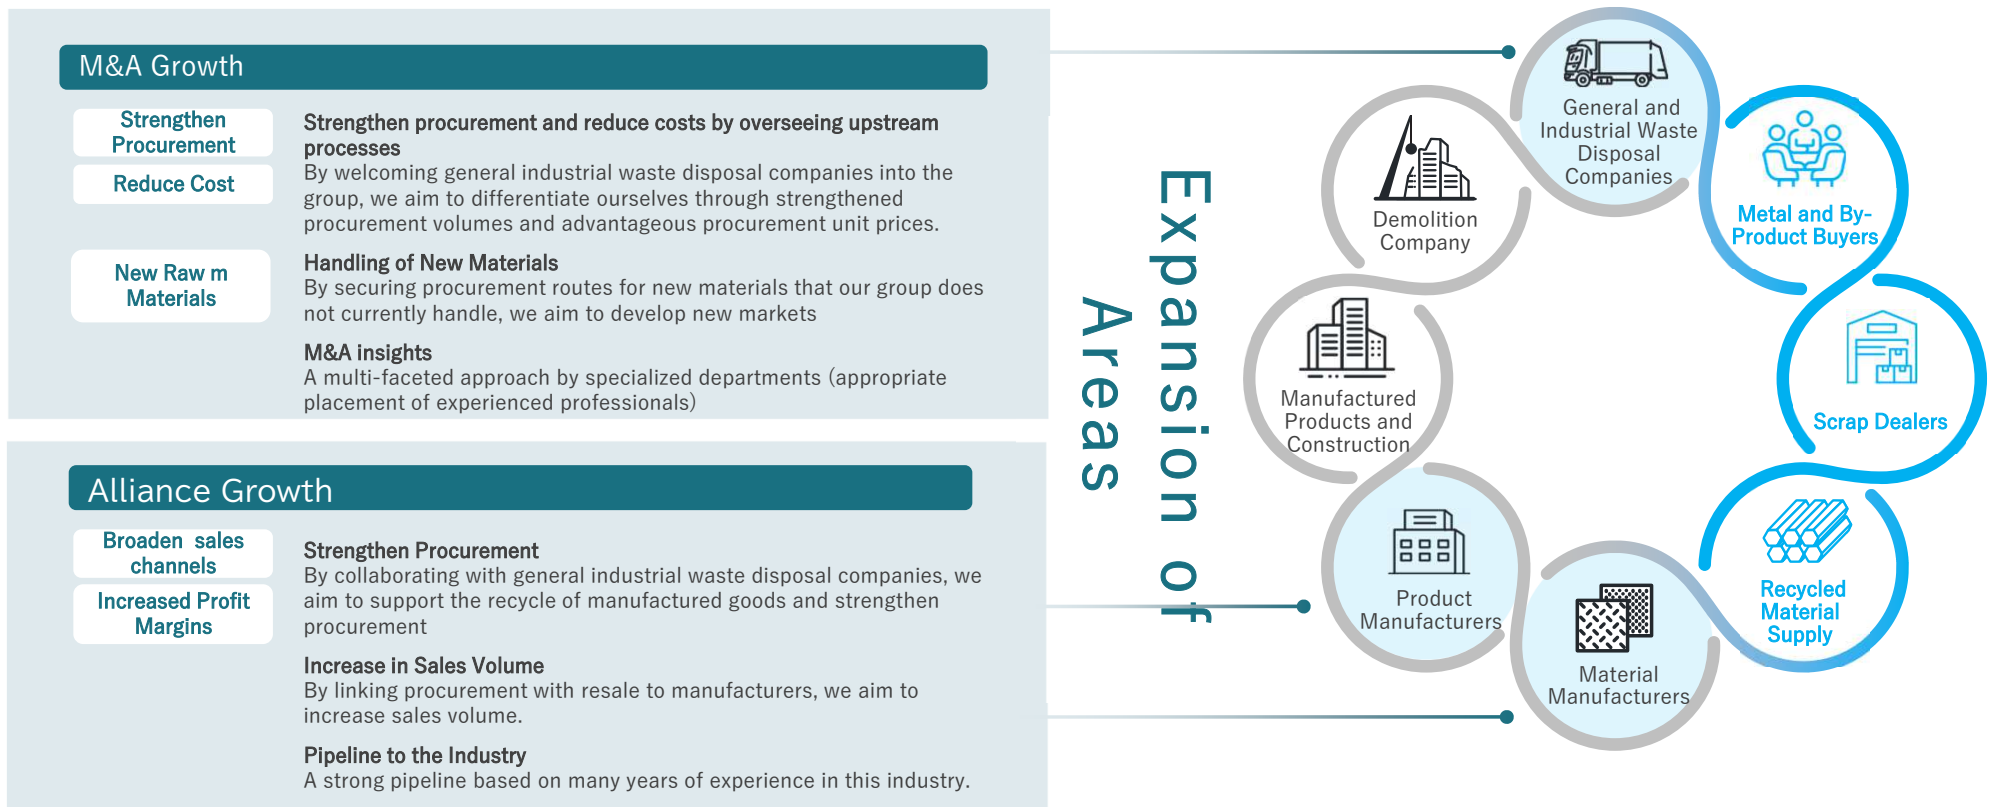 M&A Growth
Strengthen
Procurement
Reduce Cost
Strengthen procurement and reduce costs by overseeing upstream
processes
By welcoming general industrial waste disposal companies into the
group, we aim to differentiate ourselves through strengthened
procurement volumes and advantageous procurement unit prices.
New Raw m
Materials
Handling of New Materials
By securing procurement routes for new materials that our group does
not currently handle, we aim to develop new markets
M&A insights
A multi-faceted approach by specialized departments (appropriate
placement of experienced professionals)
Alliance Growth
Broaden  sales
channels
Increased Profit
Margins
Strengthen Procurement
By collaborating with general industrial waste disposal companies, we
aim to support the recycle of manufactured goods and strengthen
procurement
Increase in Sales Volume
By linking procurement with resale to manufacturers, we aim to
increase sales volume.
Pipeline to the Industry
A strong pipeline based on many years of experience in this industry.
Expansion of
Areas
General and
Industrial Waste
Disposal
Companies
Metal and By-
Product Buyers
Scrap Dealers
Recycled
Material
Supply
Material
Manufacturers
Product
Manufacturers
Manufactured
Products and
Construction
Demolition
Company